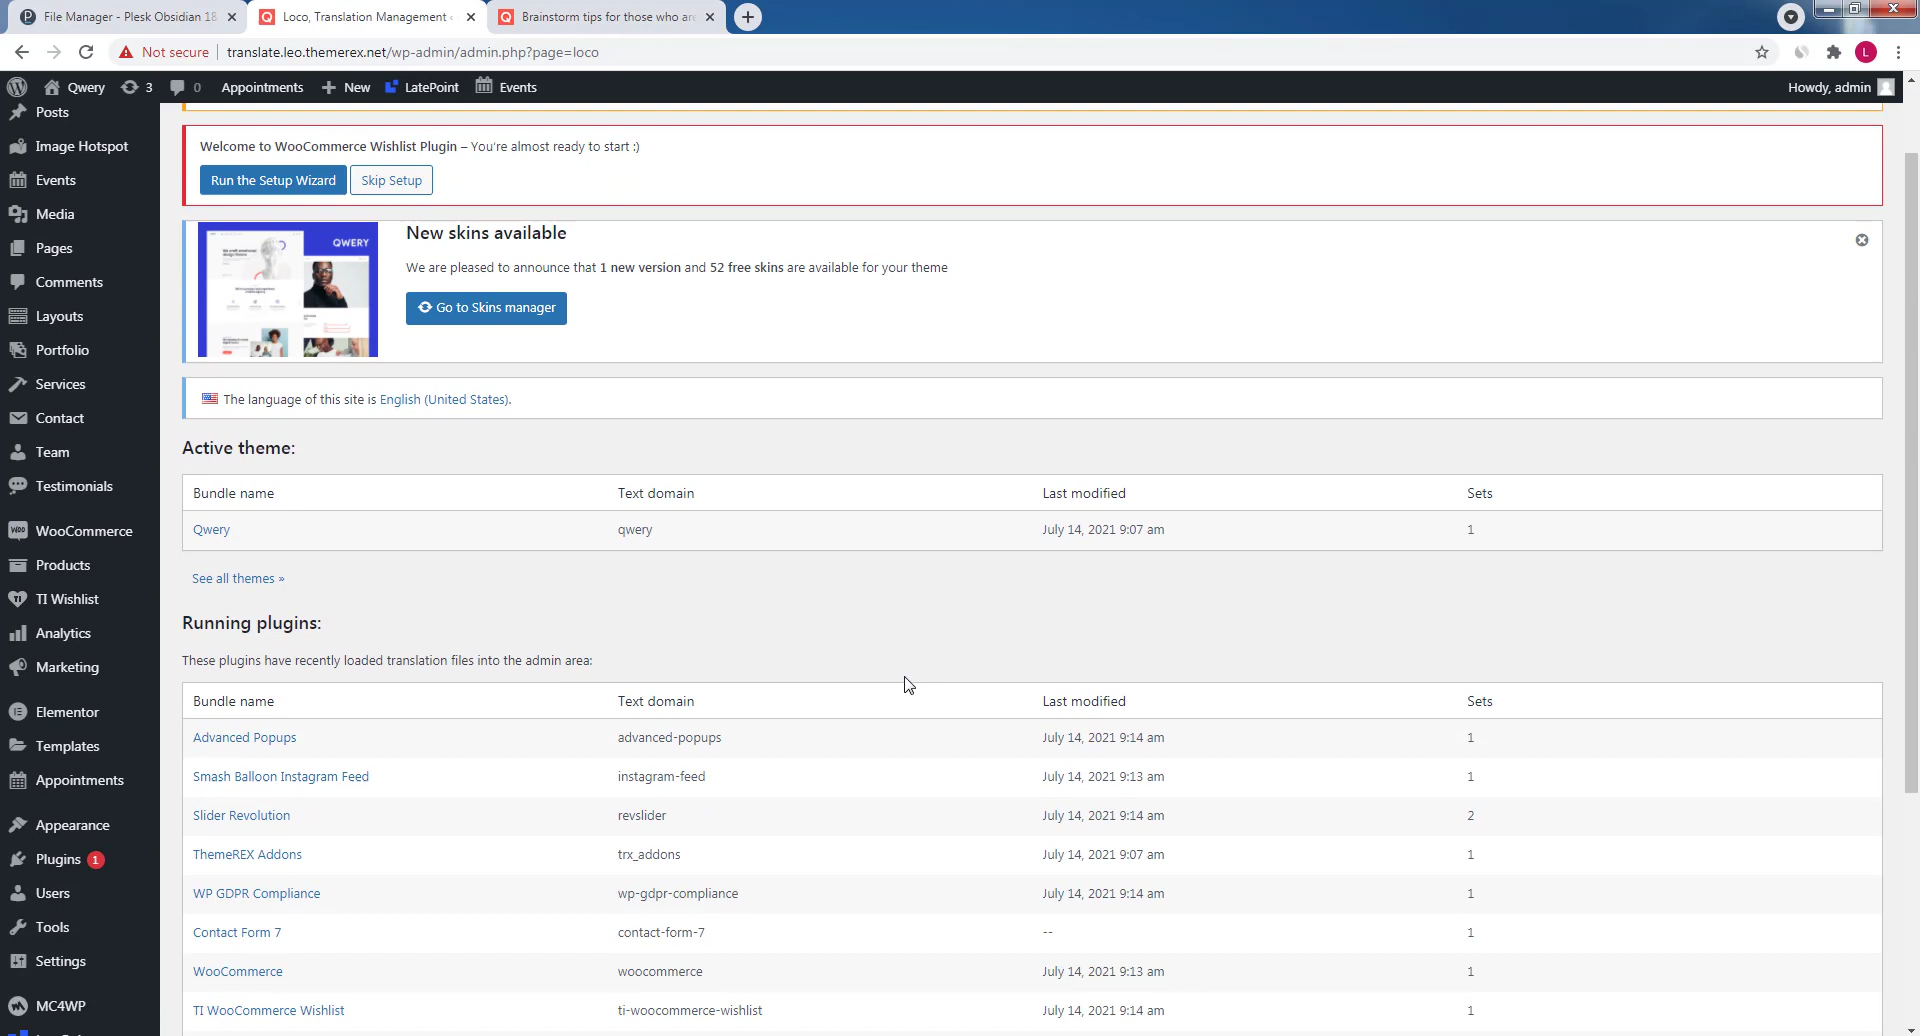 File Manager - Plesk Obsidian 18
Loco, Translation Management
Brainstorm tips for those who are
Not secure
translate.leo.themerex.net/wp-admin/admin.php?page=loco
L
Qwery
3
0
Appointments
New
LatePoint
Events
Howdy, admin
Posts
Image Hotspot
Events
Media
Pages
Comments
Layouts
Portfolio
Services
Contact
Team
Testimonials
WooCommerce
Products
TI Wishlist
Analytics
Marketing
Elementor
Templates
Appointments
Appearance
Plugins 1
Users
Tools
Settings
MC4WP
Welcome to WooCommerce Wishlist Plugin – You're almost ready to start :)
Run the Setup Wizard
Skip Setup
QWERY
New skins available
We are pleased to announce that 1 new version and 52 free skins are available for your theme
Go to Skins manager
The language of this site is English (United States).
Active theme:
Bundle name Text domain Last modified Sets
Qwery qwery July 14, 2021 9:07 am 1
See all themes »
Running plugins:
These plugins have recently loaded translation files into the admin area:
Bundle name Text domain Last modified Sets
Advanced Popups advanced-popups July 14, 2021 9:14 am 1
Smash Balloon Instagram Feed instagram-feed July 14, 2021 9:13 am 1
Slider Revolution revslider July 14, 2021 9:14 am 2
ThemeREX Addons trx_addons July 14, 2021 9:07 am 1
WP GDPR Compliance wp-gdpr-compliance July 14, 2021 9:14 am 1
Contact Form 7 contact-form-7 -- 1
WooCommerce woocommerce July 14, 2021 9:13 am 1
TI WooCommerce Wishlist ti-woocommerce-wishlist July 14, 2021 9:14 am 1